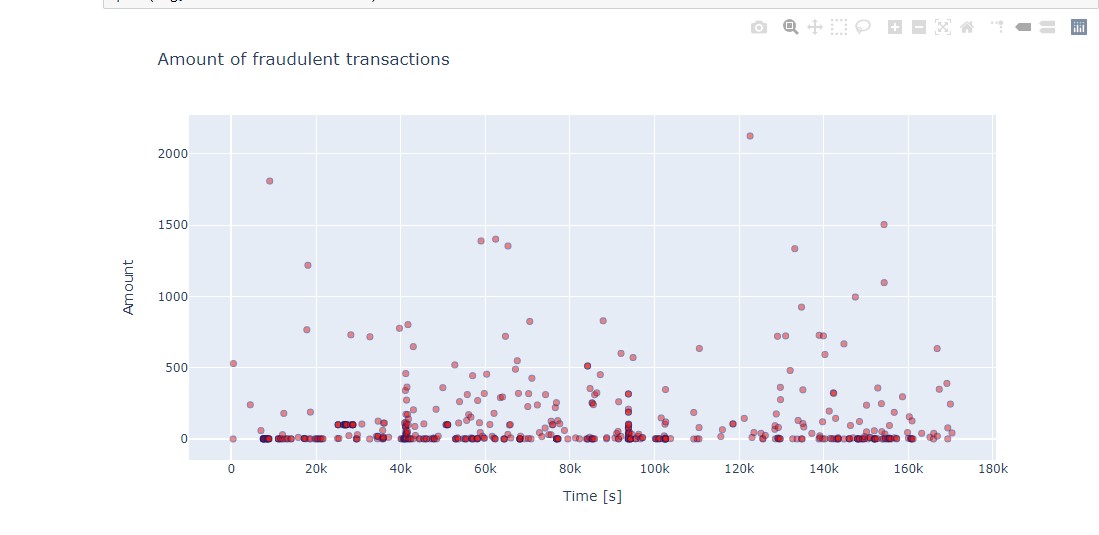 Amount of fraudulent transactions
2000
1500
1000
500
0
Amount
0 20k 40k 60k 80k 100k 120k 140k 160k 180k
Time [s]